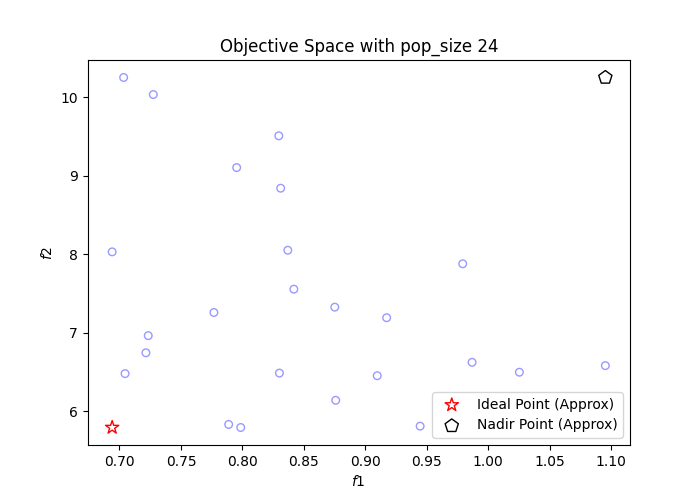 Objective Space with pop_size 24
f2
10
9
8
7
6
Ideal Point (Approx)
Nadir Point (Approx)
0.70 0.75 0.80 0.85 0.90 0.95 1.00 1.05 1.10
f1